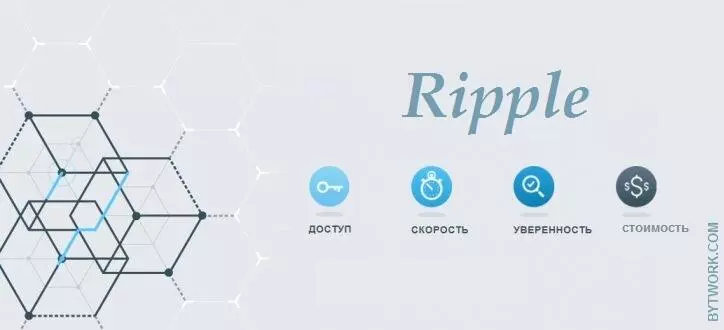 Ripple
ДОСТУП
СКОРОСТЬ
УВЕРЕННОСТЬ
СТОИМОСТЬ
BYTWORK.COM